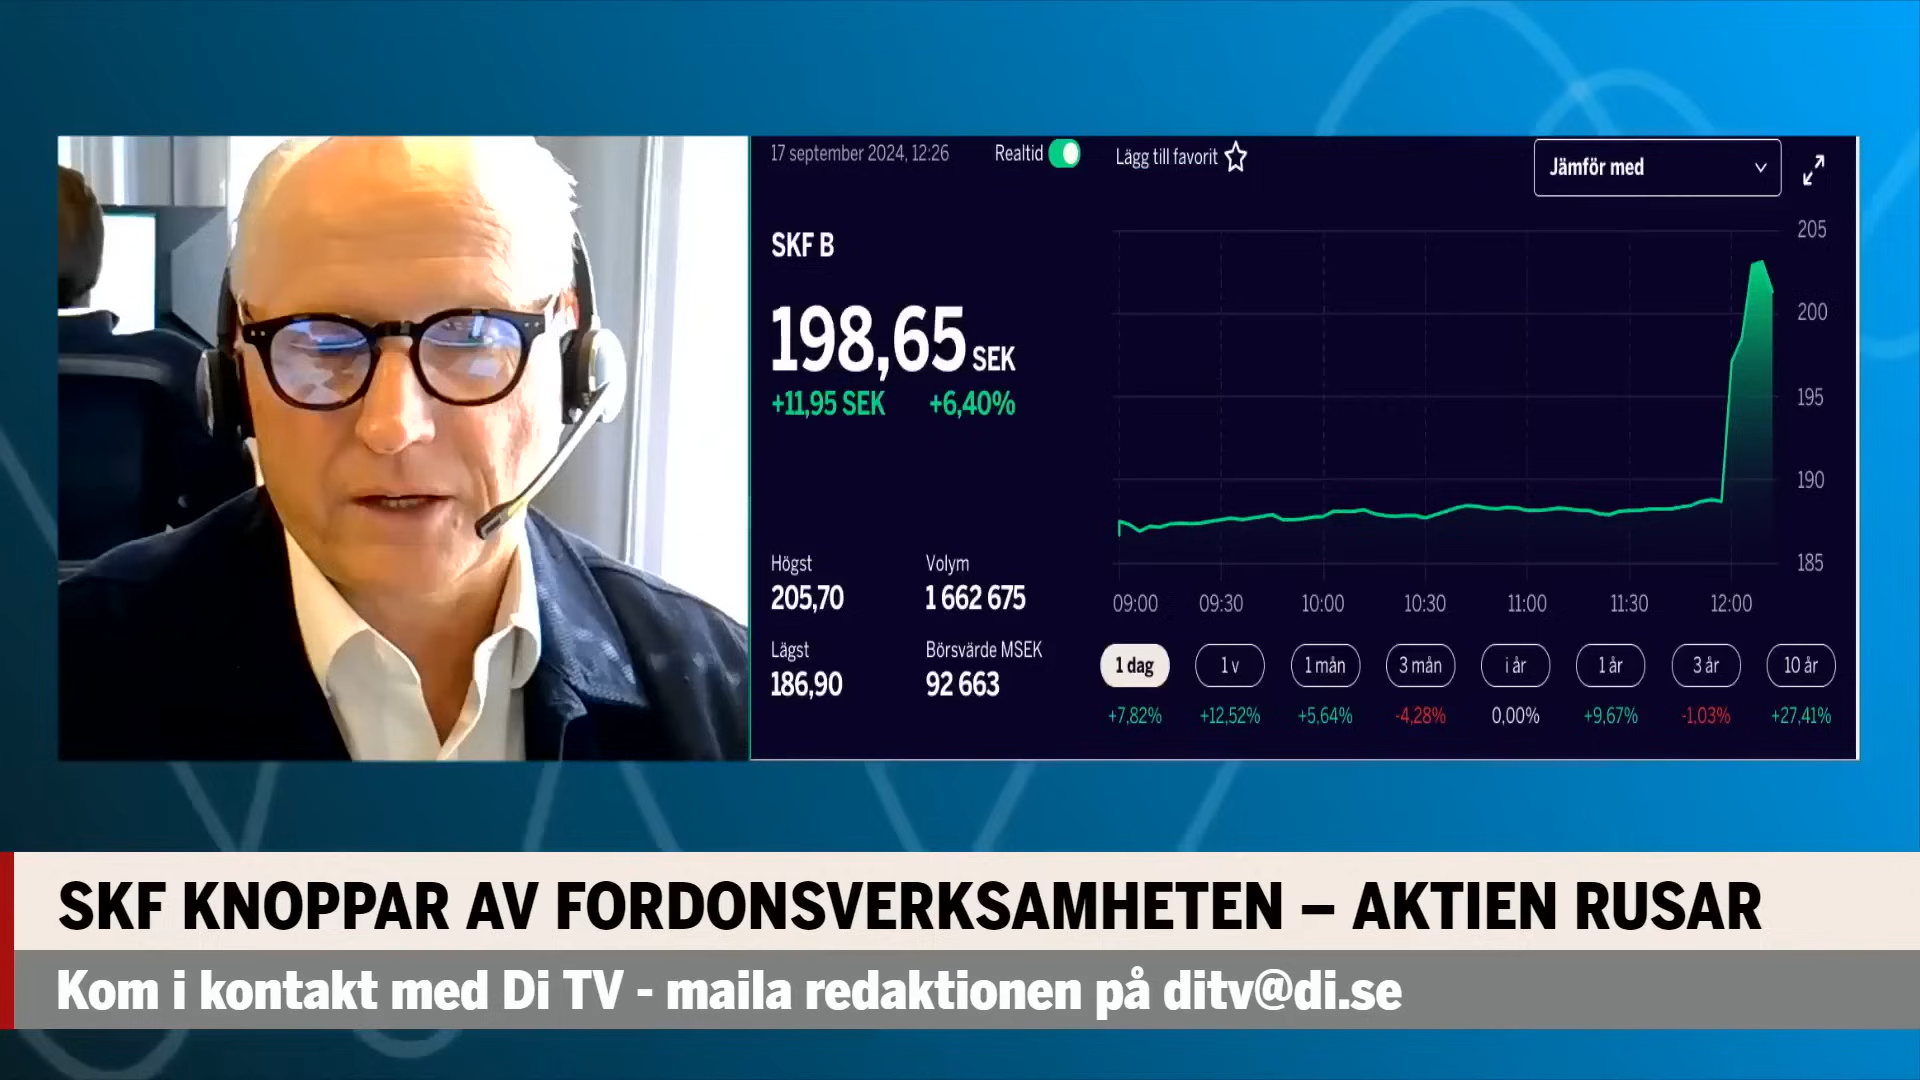 17 september 2024, 12:26
Realtid
Lägg till favorit
Jämför med
SKF B
198,65 SEK
+11,95 SEK +6,40%
Högst Volym
205,70 1 662 675
Lägst Börsvärde MSEK
186,90 92 663
205
200
195
190
185
09:00 09:30 10:00 10:30 11:00 11:30 12:00
1 dag 1 v 1 mån 3 mån i år 1 år 3 år 10 år
+7,82% +12,52% +5,64% -4,28% 0,00% +9,67% -1,03% +27,41%
SKF KNOPPAR AV FORDONSVERKSAMHETEN – AKTIEN RUSAR
Kom i kontakt med Di TV - maila redaktionen på ditv@di.se